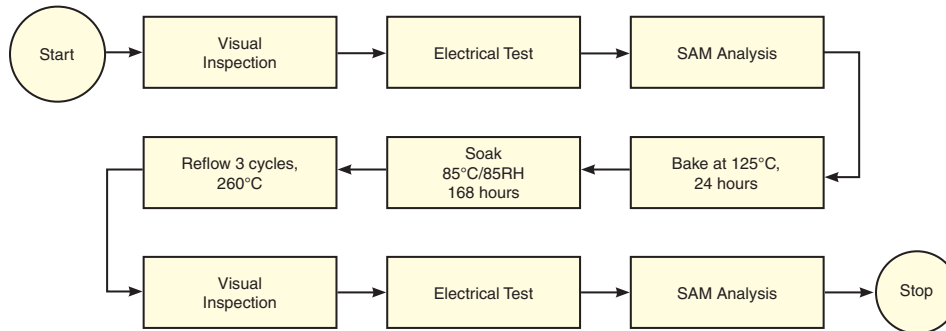 Start
Visual
Inspection
Electrical Test
SAM Analysis
Reflow 3 cycles,
260°C
Soak
85°C/85RH
168 hours
Bake at 125°C,
24 hours
Visual
Inspection
Electrical Test
SAM Analysis
Stop